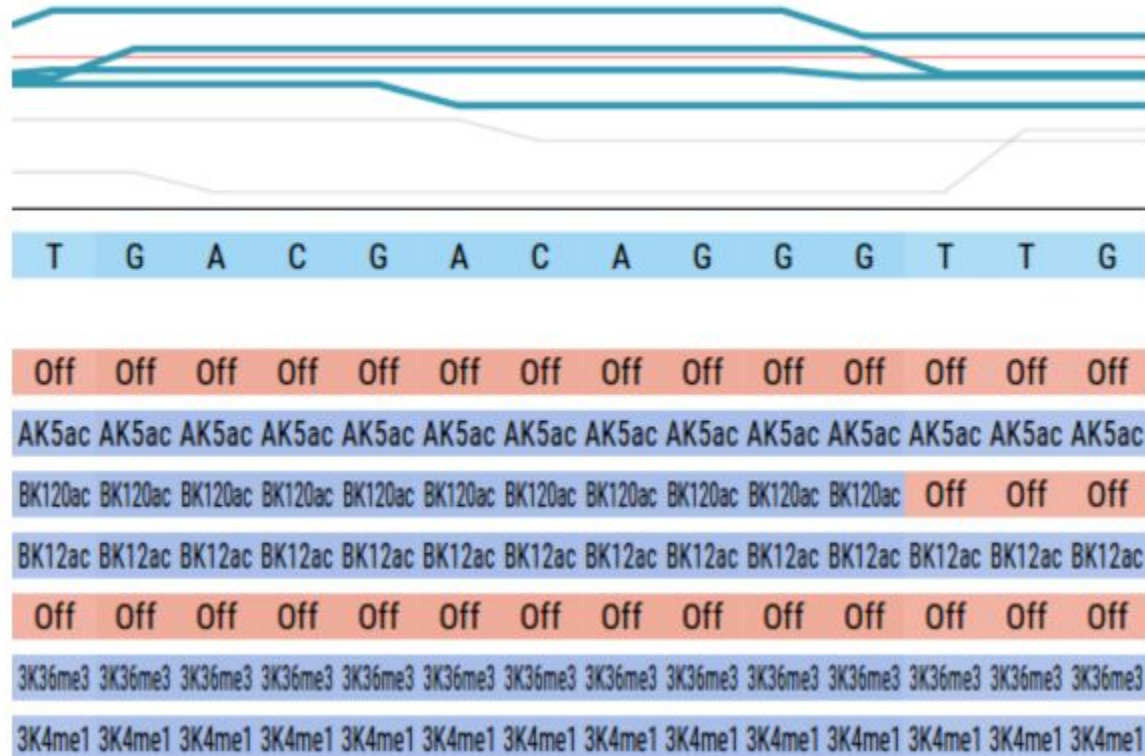 T G A C G A C A G G G T T G
Off Off Off Off Off Off Off Off Off Off Off Off Off Off
AK5ac AK5ac AK5ac AK5ac AK5ac AK5ac AK5ac AK5ac AK5ac AK5ac AK5ac AK5ac AK5ac AK5ac
BK120ac BK120ac BK120ac BK120ac BK120ac BK120ac BK120ac BK120ac BK120ac BK120ac BK120ac Off Off Off
BK12ac BK12ac BK12ac BK12ac BK12ac BK12ac BK12ac BK12ac BK12ac BK12ac BK12ac BK12ac BK12ac BK12ac
Off Off Off Off Off Off Off Off Off Off Off Off Off Off
3K36me3 3K36me3 3K36me3 3K36me3 3K36me3 3K36me3 3K36me3 3K36me3 3K36me3 3K36me3 3K36me3 3K36me3 3K36me3 3K36me3
3K4me1 3K4me1 3K4me1 3K4me1 3K4me1 3K4me1 3K4me1 3K4me1 3K4me1 3K4me1 3K4me1 3K4me1 3K4me1 3K4me1